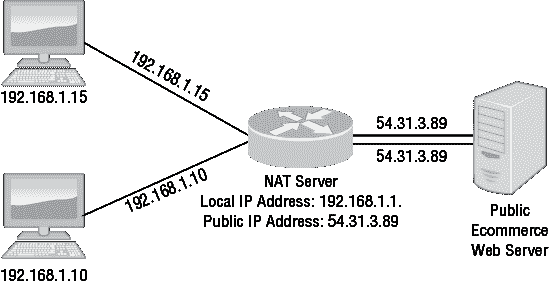 192.168.1.15
192.168.1.15
192.168.1.10
192.168.1.10
NAT Server
Local IP Address: 192.168.1.1.
Public IP Address: 54.31.3.89
54.31.3.89
54.31.3.89
Public
Ecommerce
Web Server